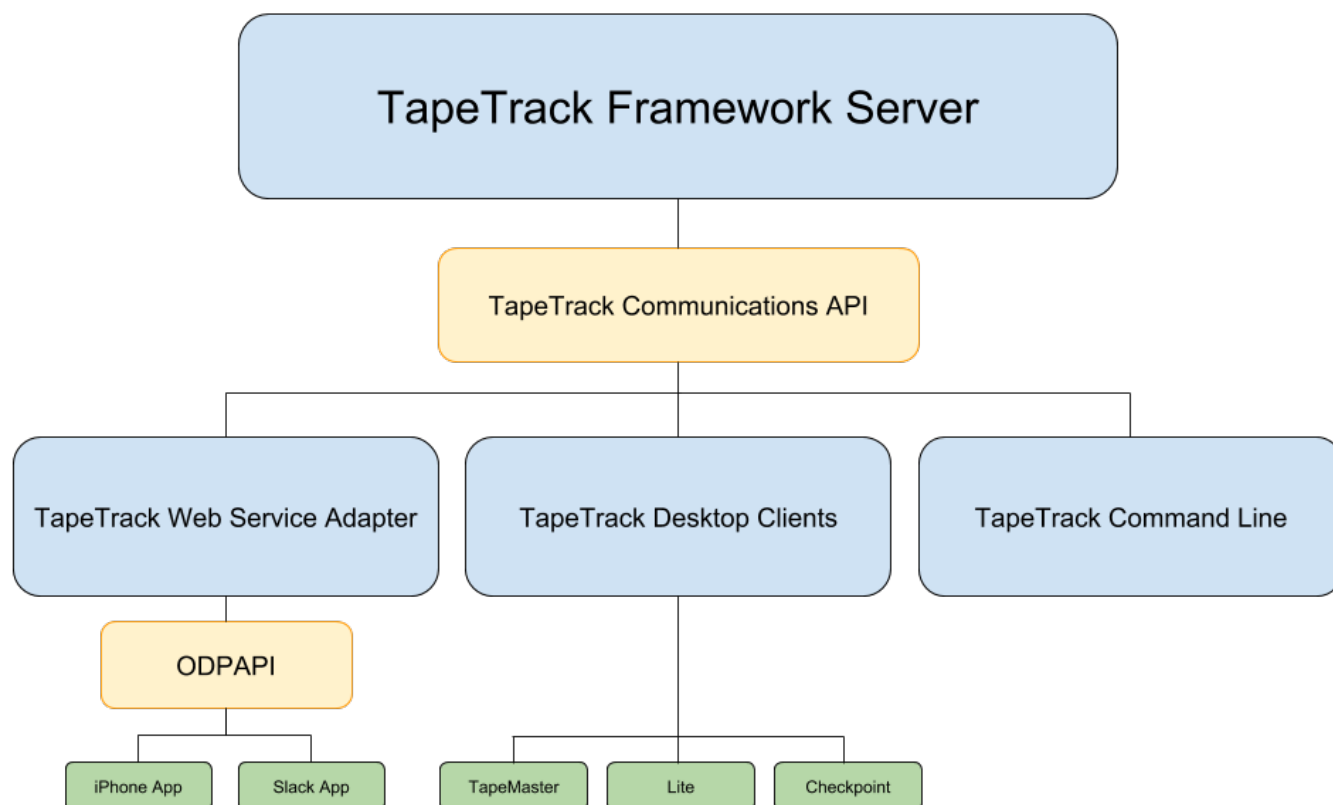 TapeTrack Framework Server
TapeTrack Communications API
TapeTrack Web Service Adapter
TapeTrack Desktop Clients
TapeTrack Command Line
ODPAPI
iPhone App
Slack App
TapeMaster
Lite
Checkpoint